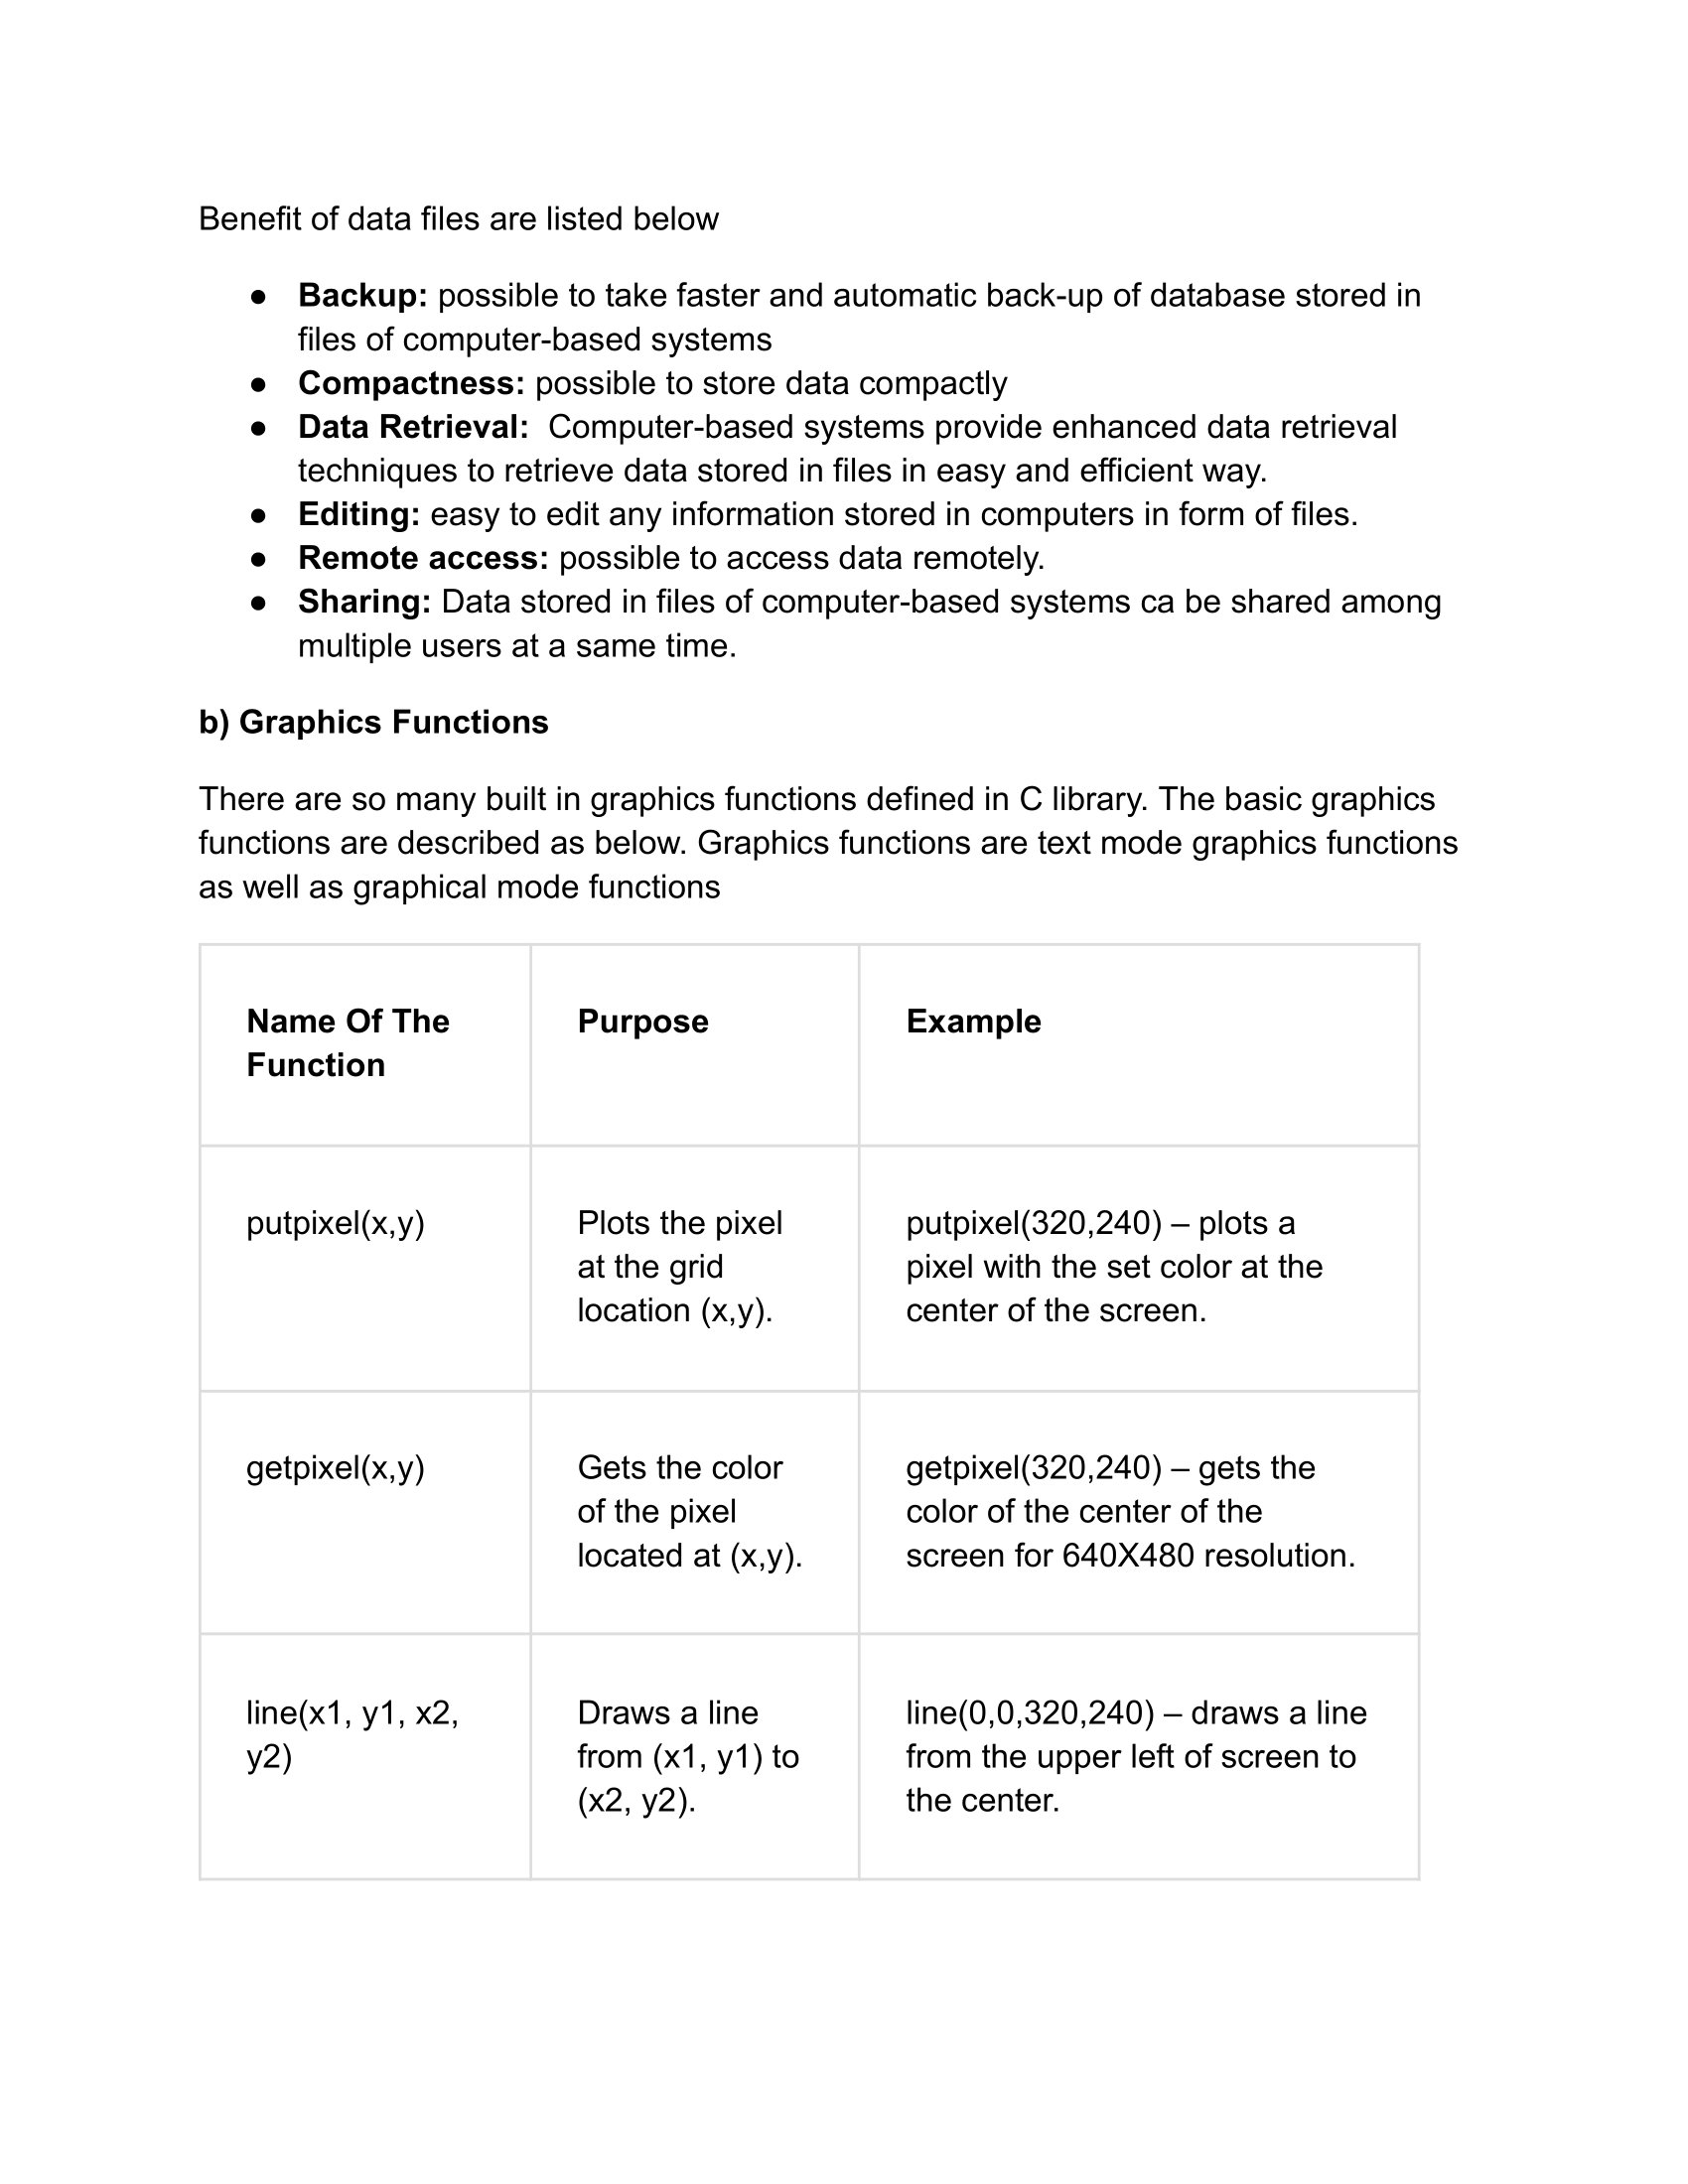 Benefit of data files are listed below
● Backup: possible to take faster and automatic back-up of database stored in
files of computer-based systems
● Compactness: possible to store data compactly
● Data Retrieval:  Computer-based systems provide enhanced data retrieval
techniques to retrieve data stored in files in easy and efficient way.
● Editing: easy to edit any information stored in computers in form of files.
● Remote access: possible to access data remotely.
● Sharing: Data stored in files of computer-based systems ca be shared among
multiple users at a same time.
b) Graphics Functions
There are so many built in graphics functions defined in C library. The basic graphics
functions are described as below. Graphics functions are text mode graphics functions
as well as graphical mode functions
Name Of The
Function
Purpose
Example
putpixel(x,y)
Plots the pixel
at the grid
location (x,y).
putpixel(320,240) – plots a
pixel with the set color at the
center of the screen.
getpixel(x,y)
Gets the color
of the pixel
located at (x,y).
getpixel(320,240) – gets the
color of the center of the
screen for 640X480 resolution.
line(x1, y1, x2,
y2)
Draws a line
from (x1, y1) to
(x2, y2).
line(0,0,320,240) – draws a line
from the upper left of screen to
the center.